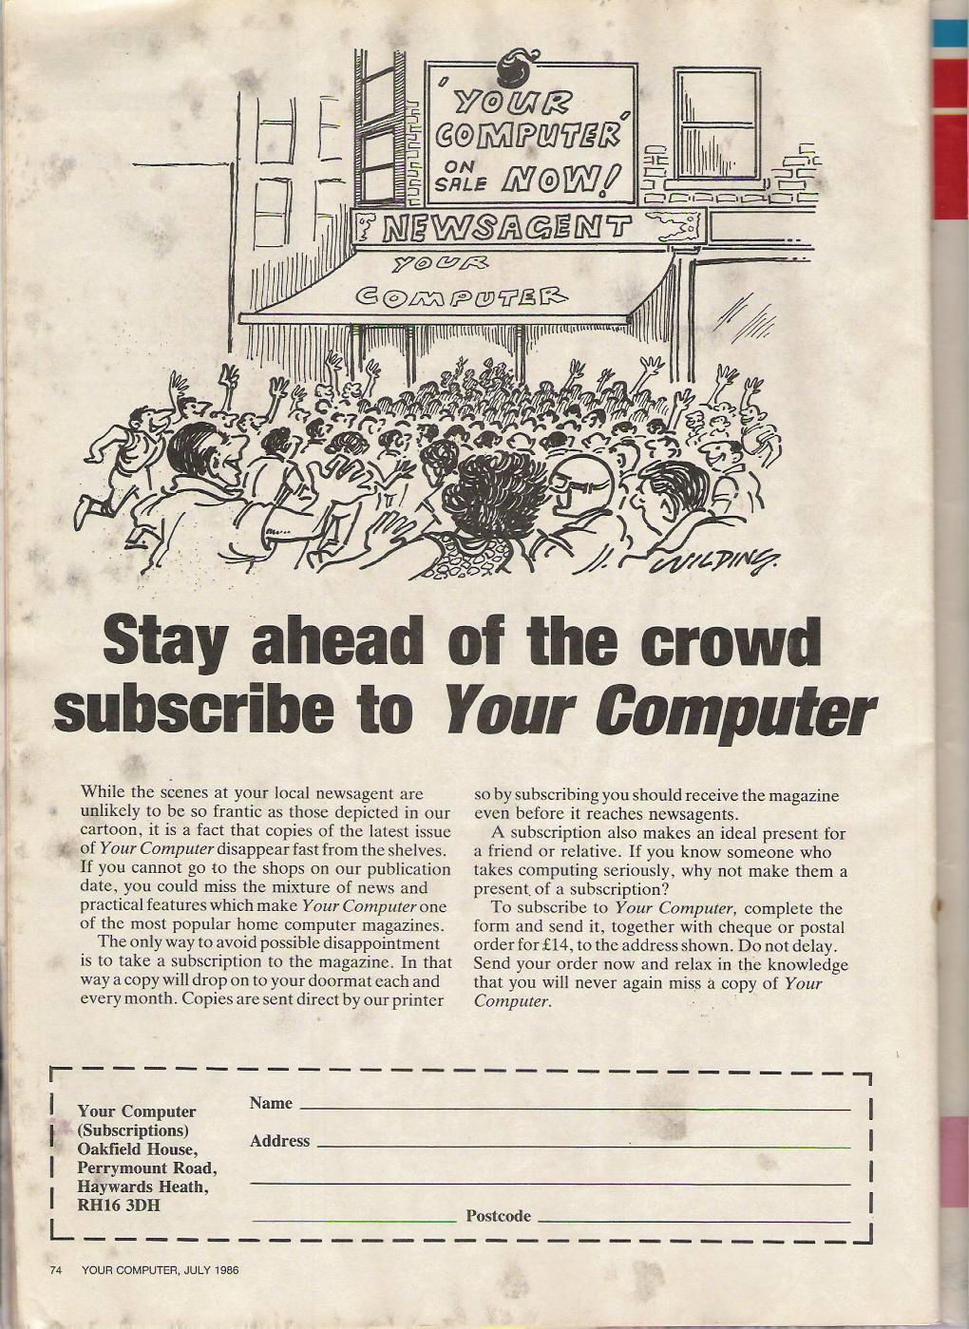 'YOUR
COMPUTER'
ON
SALE NOW!
NEWSAGENT
YOUR
COMPUTER
WILDING.
Stay ahead of the crowd
subscribe to Your Computer
While the scenes at your local newsagent are
unlikely to be so frantic as those depicted in our
cartoon, it is a fact that copies of the latest issue
of Your Computer disappear fast from the shelves.
If you cannot go to the shops on our publication
date, you could miss the mixture of news and
practical features which make Your Computer one
of the most popular home computer magazines.
The only way to avoid possible disappointment
is to take a subscription to the magazine. In that
way a copy will drop on to your doormat each and
every month. Copies are sent direct by our printer
so by subscribing you should receive the magazine
even before it reaches newsagents.
A subscription also makes an ideal present for
a friend or relative. If you know someone who
takes computing seriously, why not make them a
present of a subscription?
To subscribe to Your Computer, complete the
form and send it, together with cheque or postal
order for £14, to the address shown. Do not delay.
Send your order now and relax in the knowledge
that you will never again miss a copy of Your
Computer.
Your Computer
(Subscriptions)
Oakfield House,
Perrymount Road,
Haywards Heath,
RH16 3DH
Name
Address
Postcode
74 YOUR COMPUTER, JULY 1986